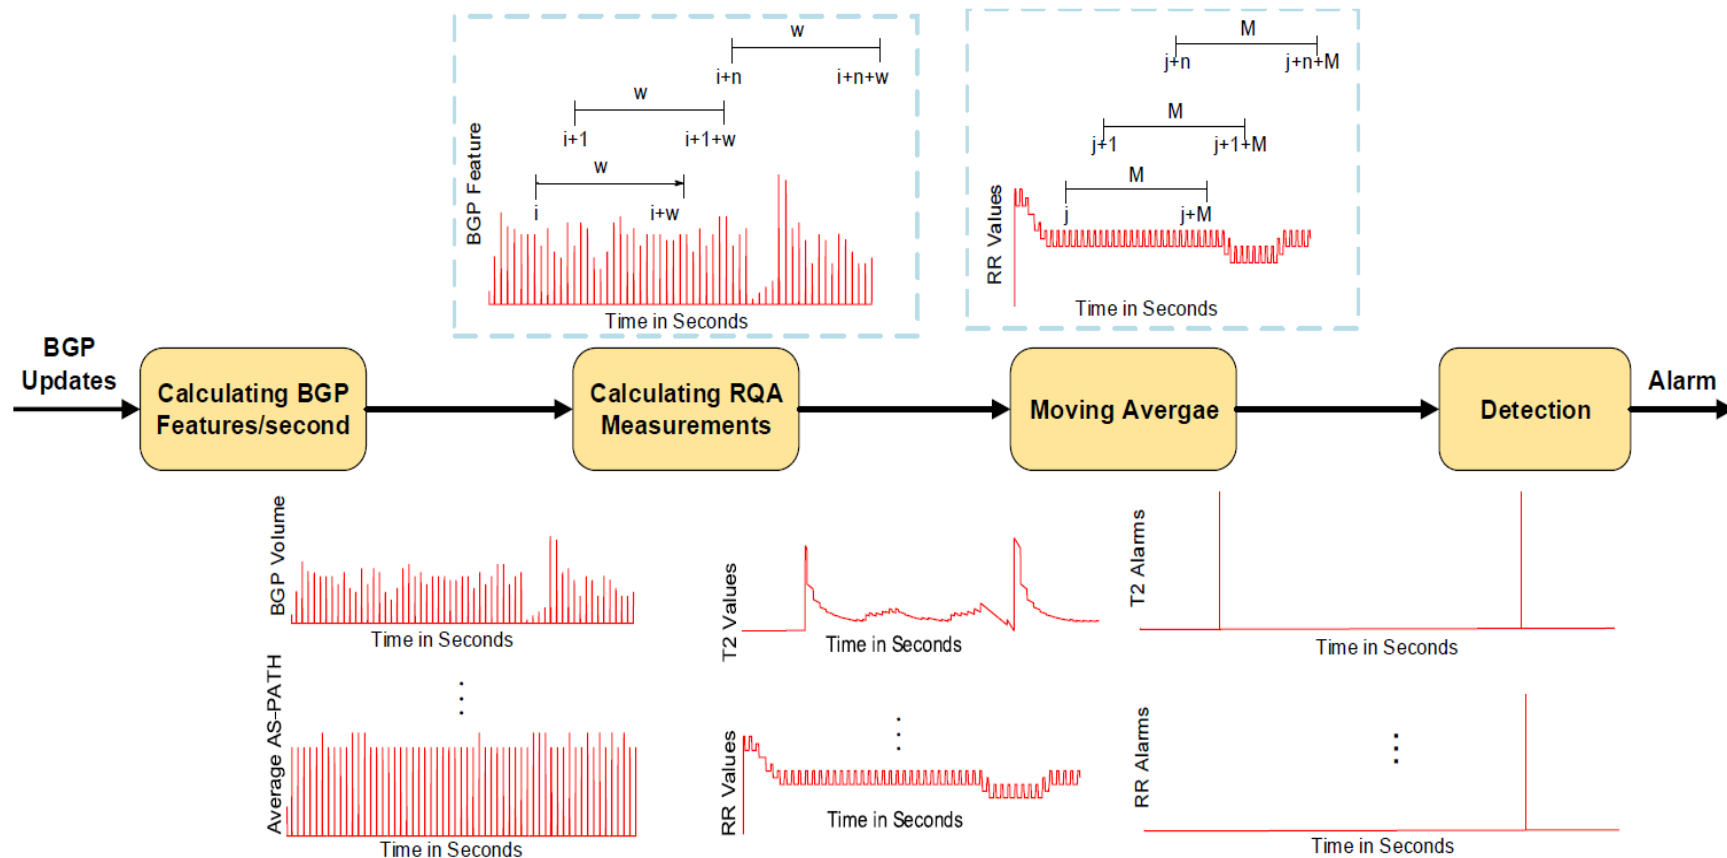 w
i+n
i+n+w
w
i+1
i+1+w
w
i
i+w
BGP Feature
Time in Seconds
M
j+n
j+n+M
M
j+1
j+1+M
M
j
j+M
RR Values
Time in Seconds
BGP
Updates
Calculating BGP
Features/second
Calculating RQA
Measurements
Moving Avergae
Detection
Alarm
BGP Volume
Time in Seconds
T2 Values
Time in Seconds
T2 Alarms
Time in Seconds
Average AS-PATH
Time in Seconds
RR Values
Time in Seconds
RR Alarms
Time in Seconds